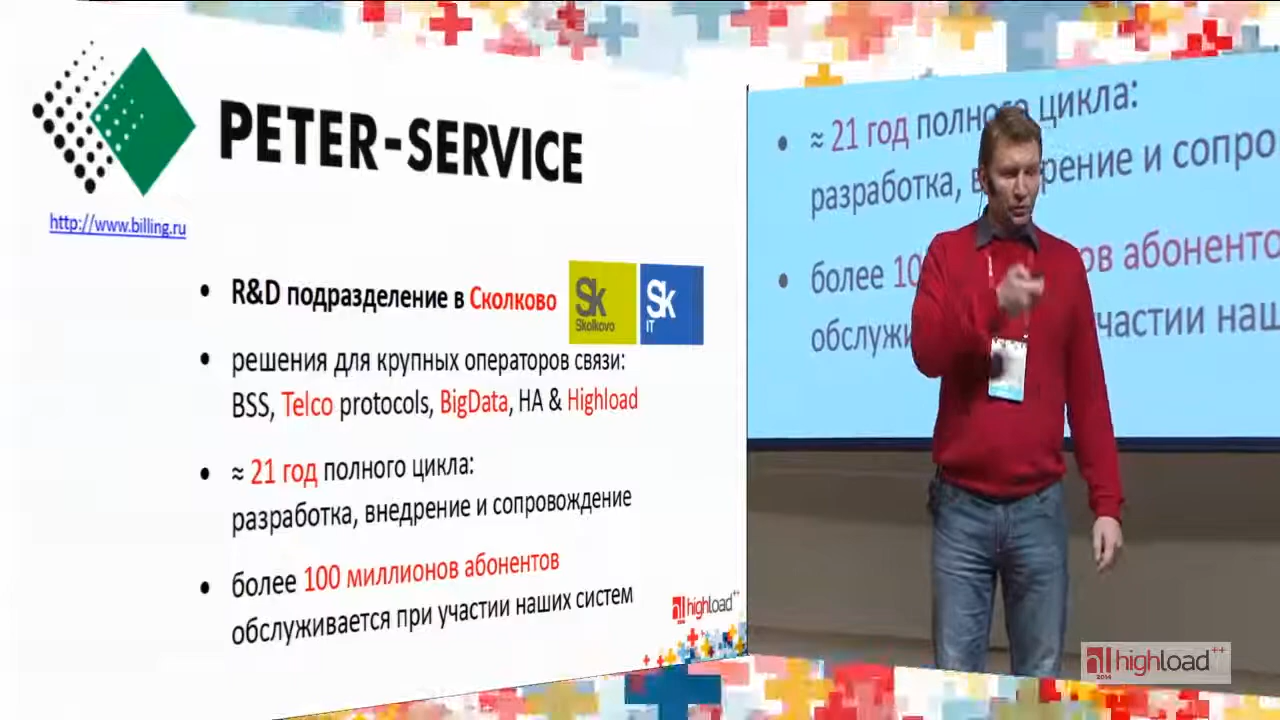 PETER-SERVICE
http://www.billing.ru
• R&D подразделение в Сколково
Sk
Skolkovo
Sk
IT
• решения для крупных операторов связи:
BSS, Telco protocols, BigData, HA & Highload
• ≈ 21 год полного цикла:
разработка, внедрение и сопровождение
• более 100 миллионов абонентов
обслуживается при участии наших систем
highload++
• ≈ 21 год полного цикла:
разработка, внедрение и сопро
• более 10 ов абоненто
обслужи частии наш
highload++
2014